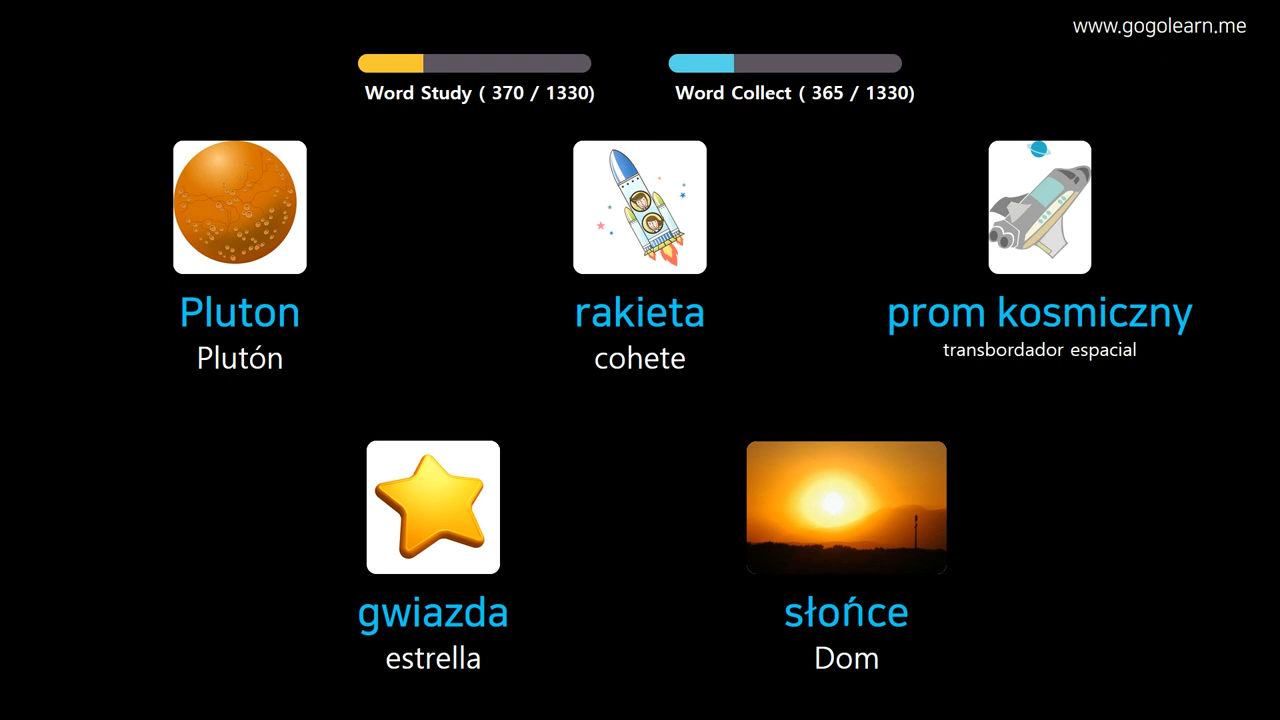 www.gogolearn.me
Word Study ( 370 / 1330)
Word Collect ( 365 / 1330)
Pluton
Plutón
rakieta
cohete
prom kosmiczny
transbordador espacial
gwiazda
estrella
słońce
Dom